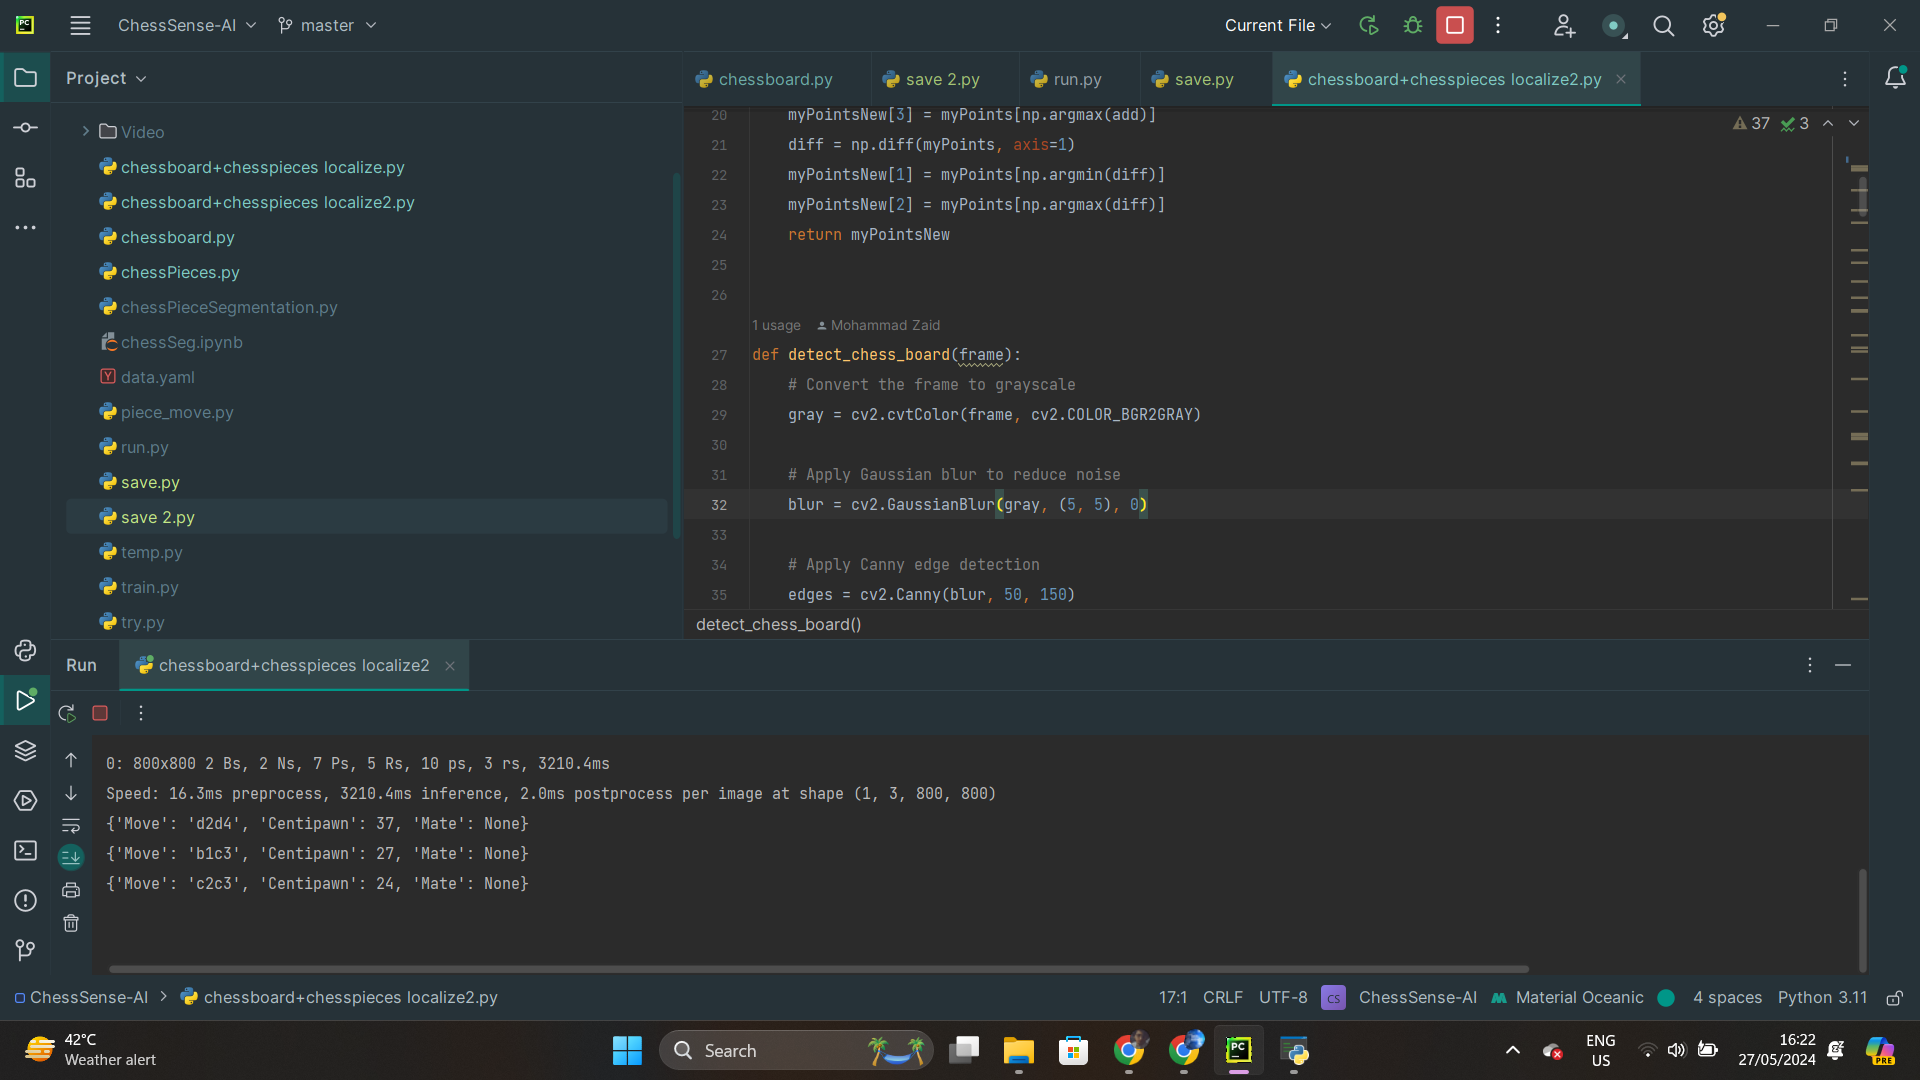 PC
ChessSense-AI
master
Current File
Project
chessboard.py
save 2.py
run.py
save.py
chessboard+chesspieces localize2.py
Video
chessboard+chesspieces localize.py
chessboard+chesspieces localize2.py
chessboard.py
chessPieces.py
chessPieceSegmentation.py
chessSeg.ipynb
Y data.yaml
piece_move.py
run.py
save.py
save 2.py
temp.py
train.py
try.py
37 3
20 myPointsNew[3] = myPoints[np.argmax(add)]
21 diff = np.diff(myPoints, axis=1)
22 myPointsNew[1] = myPoints[np.argmin(diff)]
23 myPointsNew[2] = myPoints[np.argmax(diff)]
24 return myPointsNew
25
26
1 usage Mohammad Zaid
27 def detect_chess_board(frame):
28 # Convert the frame to grayscale
29 gray = cv2.cvtColor(frame, cv2.COLOR_BGR2GRAY)
30
31 # Apply Gaussian blur to reduce noise
32 blur = cv2.GaussianBlur(gray, (5, 5), 0)
33
34 # Apply Canny edge detection
35 edges = cv2.Canny(blur, 50, 150)
detect_chess_board()
Run
chessboard+chesspieces localize2
0: 800x800 2 Bs, 2 Ns, 7 Ps, 5 Rs, 10 ps, 3 rs, 3210.4ms
Speed: 16.3ms preprocess, 3210.4ms inference, 2.0ms postprocess per image at shape (1, 3, 800, 800)
{'Move': 'd2d4', 'Centipawn': 37, 'Mate': None}
{'Move': 'b1c3', 'Centipawn': 27, 'Mate': None}
{'Move': 'c2c3', 'Centipawn': 24, 'Mate': None}
ChessSense-AI > chessboard+chesspieces localize2.py
17:1 CRLF UTF-8 CS ChessSense-AI Material Oceanic 4 spaces Python 3.11
42°C
Weather alert
Search
PC
ENG
US
16:22
27/05/2024
PRE